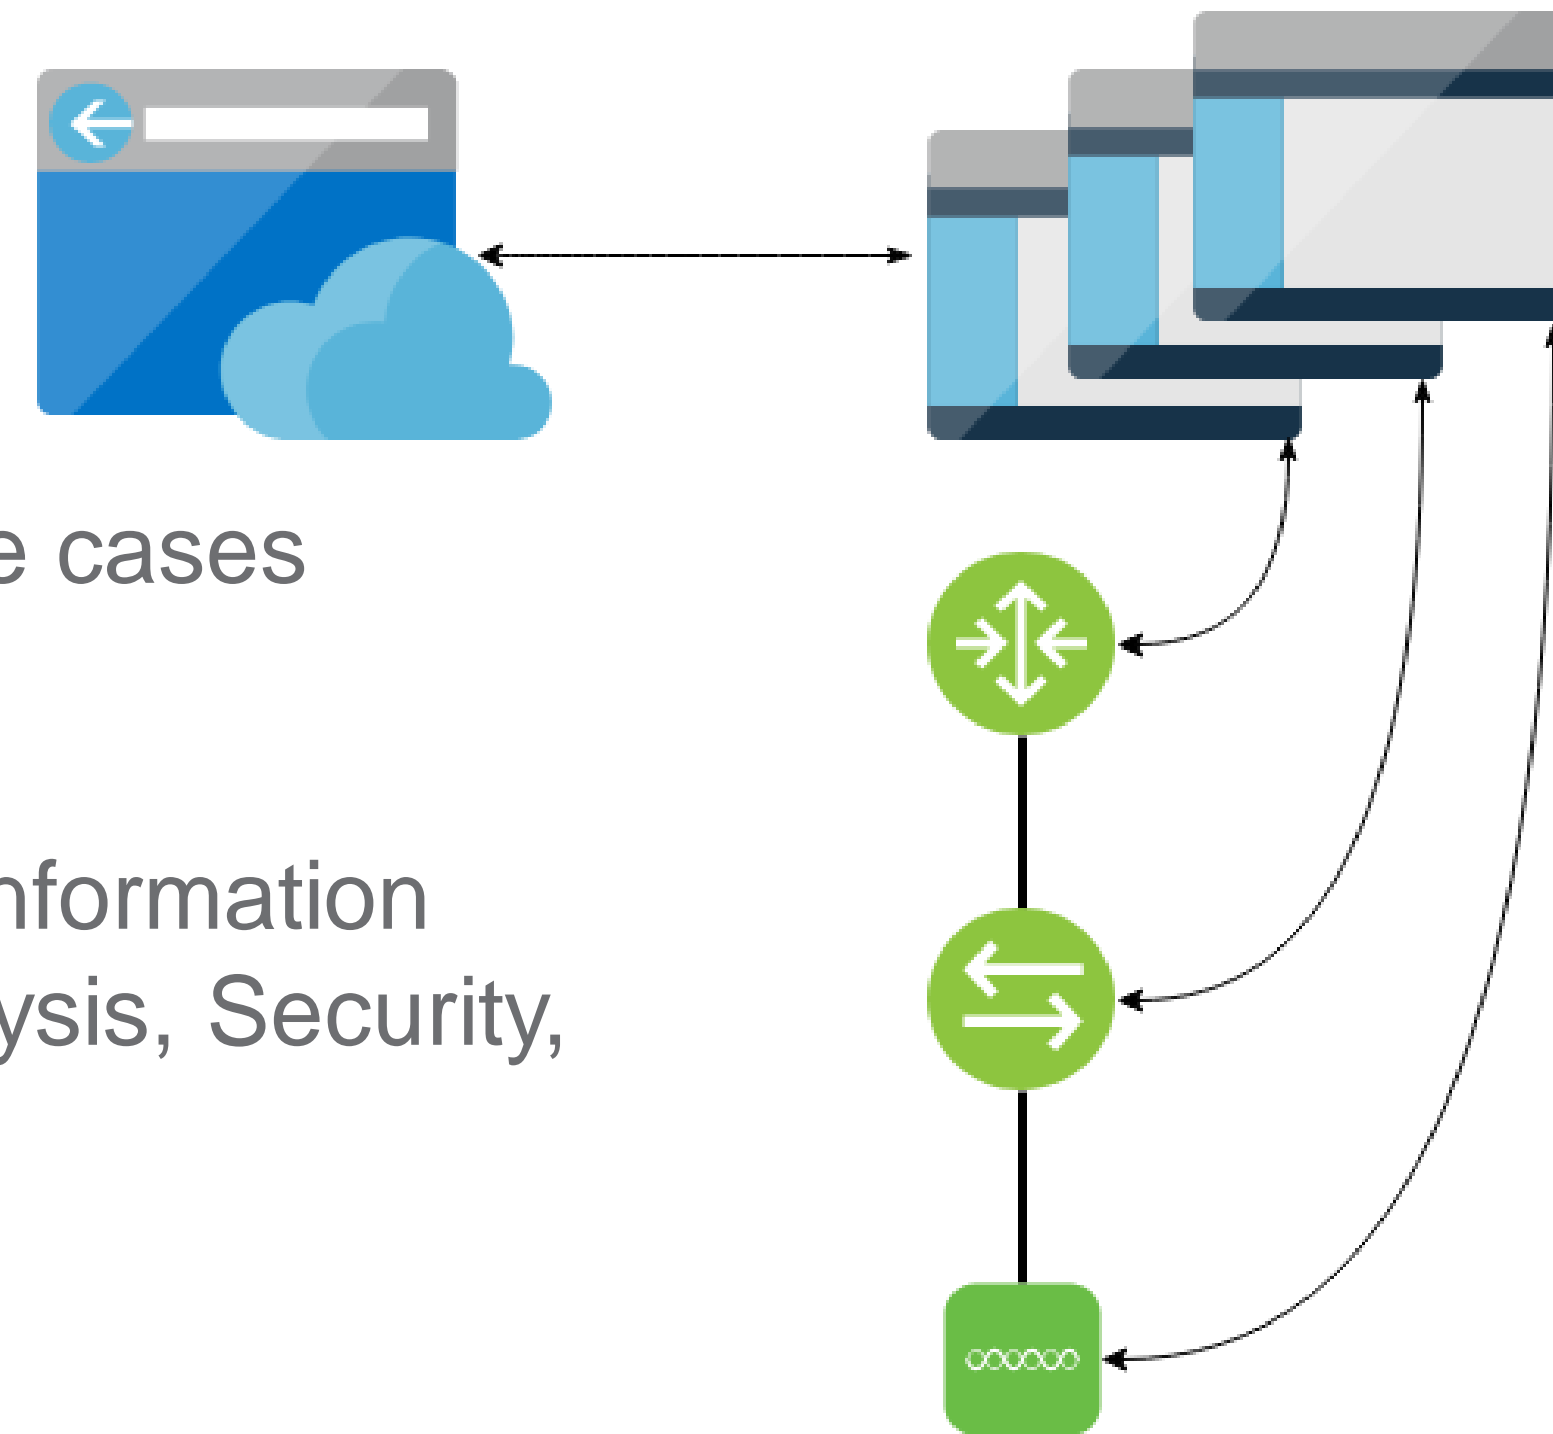 e cases
nformation
ysis, Security,